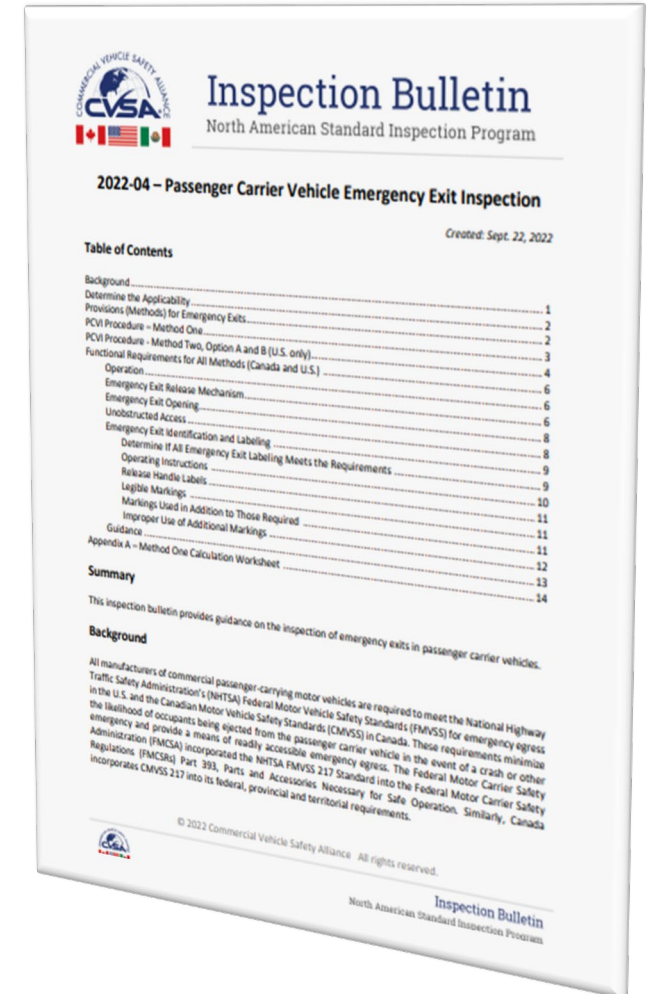 COMMERCIAL VEHICLE SAFETY ALLIANCE
CVSA
Inspection Bulletin
North American Standard Inspection Program
2022-04 – Passenger Carrier Vehicle Emergency Exit Inspection
Created: Sept. 22, 2022
Table of Contents
Background 1
Determine the Applicability 2
Provisions (Methods) for Emergency Exits 2
PCVI Procedure – Method One 3
PCVI Procedure - Method Two, Option A and B (U.S. only) 4
Functional Requirements for All Methods (Canada and U.S.) 6
Operation 6
Emergency Exit Release Mechanism 6
Emergency Exit Opening 8
Unobstructed Access 8
Emergency Exit Identification and Labeling 9
Determine If All Emergency Exit Labeling Meets the Requirements 9
Operating Instructions 10
Release Handle Labels 11
Legible Markings 11
Markings Used in Addition to Those Required 11
Improper Use of Additional Markings 12
Guidance 13
Appendix A – Method One Calculation Worksheet 14
Summary
This inspection bulletin provides guidance on the inspection of emergency exits in passenger carrier vehicles.
Background
All manufacturers of commercial passenger-carrying motor vehicles are required to meet the National Highway
Traffic Safety Administration's (NHTSA) Federal Motor Vehicle Safety Standards (FMVSS) for emergency egress
in the U.S. and the Canadian Motor Vehicle Safety Standards (CMVSS) in Canada. These requirements minimize
the likelihood of occupants being ejected from the passenger carrier vehicle in the event of a crash or other
emergency and provide a means of readily accessible emergency egress. The Federal Motor Carrier Safety
Administration (FMCSA) incorporated the NHTSA FMVSS 217 Standard into the Federal Motor Carrier Safety
Regulations (FMCSRs) Part 393, Parts and Accessories Necessary for Safe Operation. Similarly, Canada
incorporates CMVSS 217 into its federal, provincial and territorial requirements.
© 2022 Commercial Vehicle Safety Alliance All rights reserved.
CVSA
Inspection Bulletin
North American Standard Inspection Program